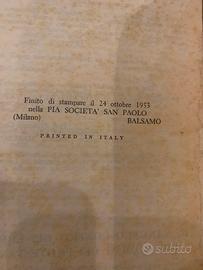 Finito di stampare il 24 ottobre 1953
nella PIA SOCIETA' SAN PAOLO
(Milano) BALSAMO
PRINTED IN ITALY
subito